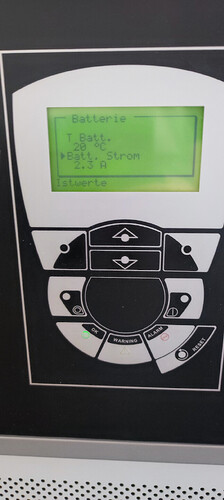 Batterie
T Batt.
20 °C
Batt. Strom
2.3 A
Istwerte
OK
WARNING
ALARM
RESET